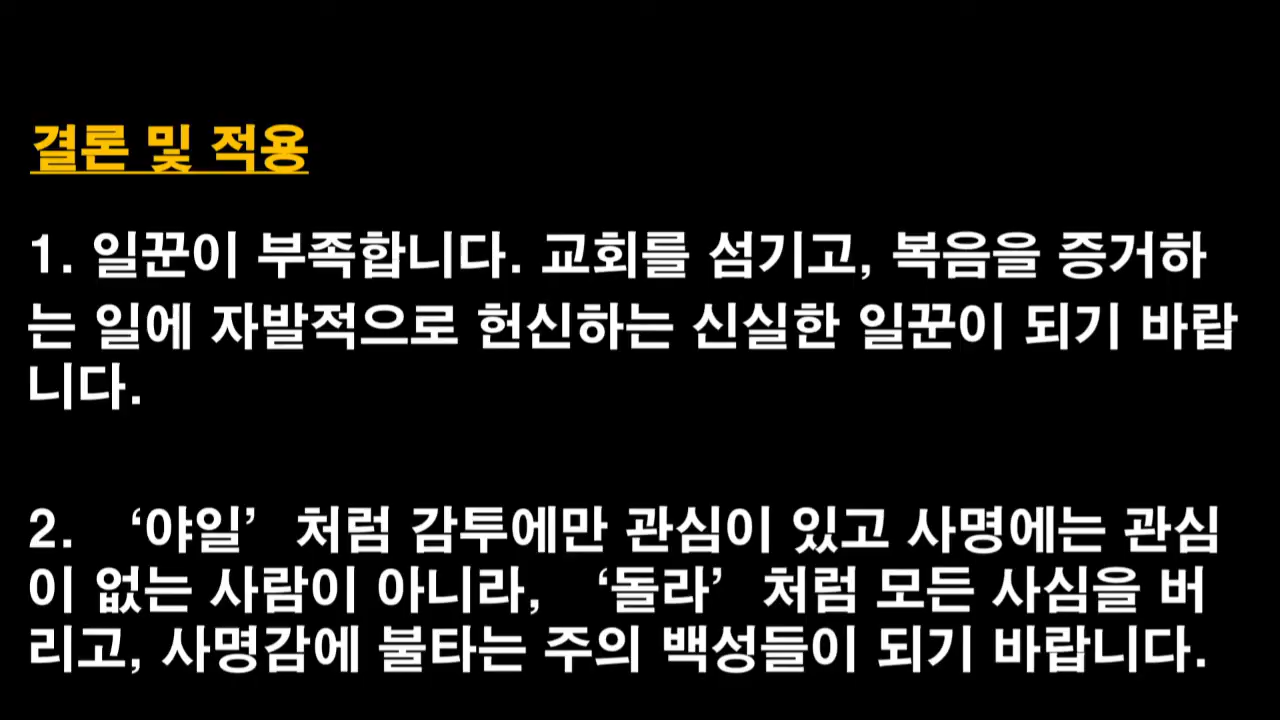 결론 및 적용
1. 일꾼이 부족합니다. 교회를 섬기고, 복음을 증거하
는 일에 자발적으로 헌신하는 신실한 일꾼이 되기 바랍
니다.
2. ‘야일’ 처럼 감투에만 관심이 있고 사명에는 관심
이 없는 사람이 아니라, ‘돌라’ 처럼 모든 사심을 버
리고, 사명감에 불타는 주의 백성들이 되기 바랍니다.